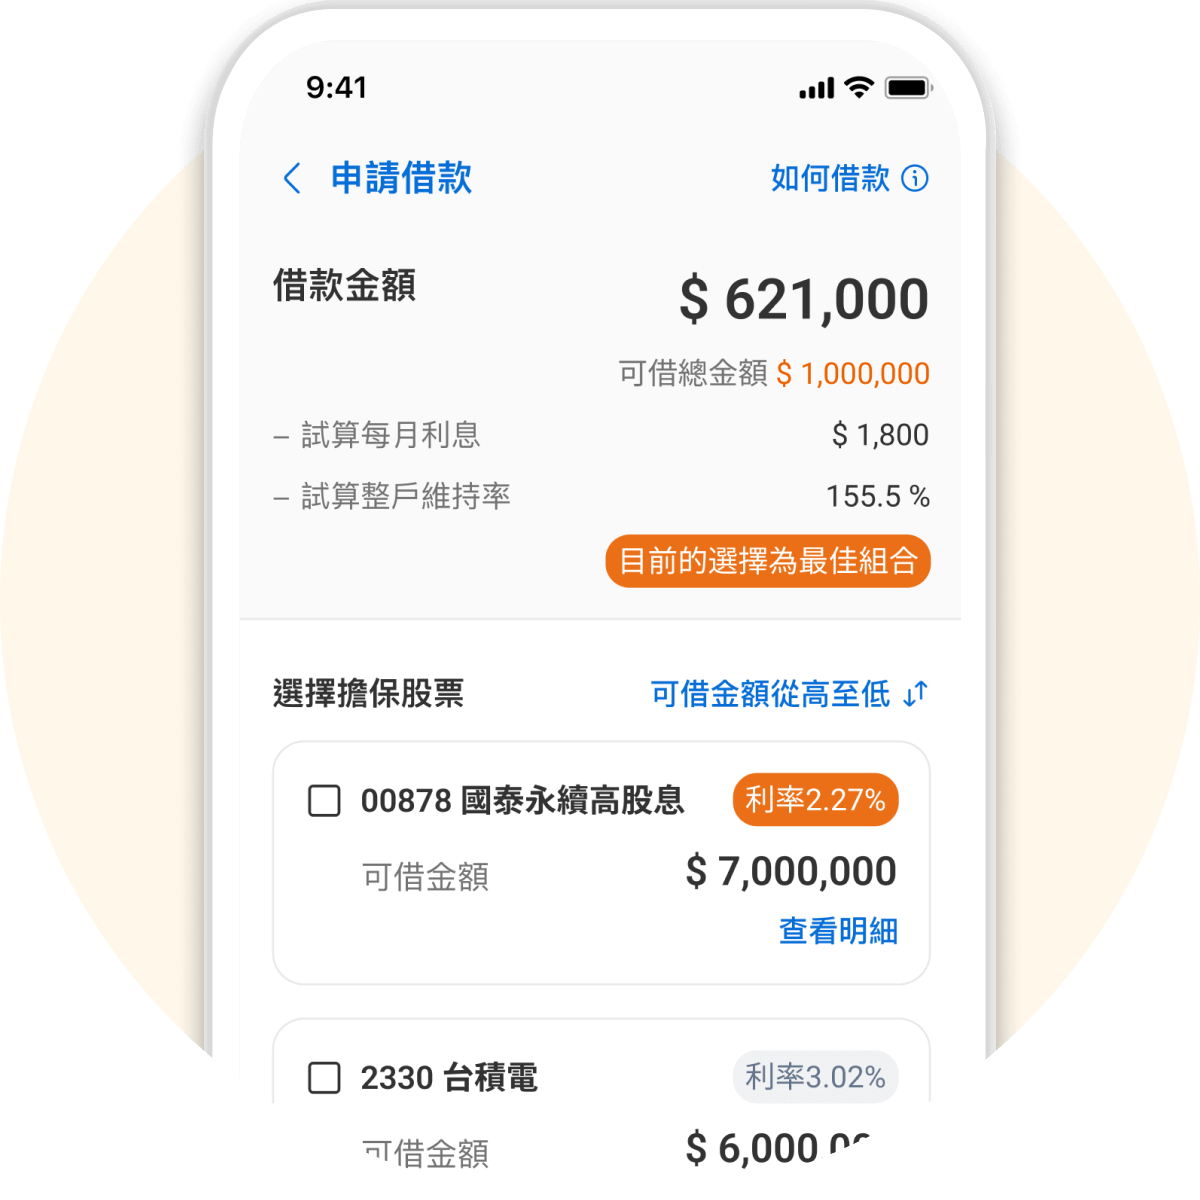 9:41
申請借款
如何借款
借款金額
$ 621,000
可借總金額 $ 1,000,000
– 試算每月利息
$ 1,800
– 試算整戶維持率
155.5 %
目前的選擇為最佳組合
選擇擔保股票
可借金額從高至低
00878 國泰永續高股息
利率2.27%
可借金額
$ 7,000,000
查看明細
2330 台積電
利率3.02%
可借金額
$ 6,000